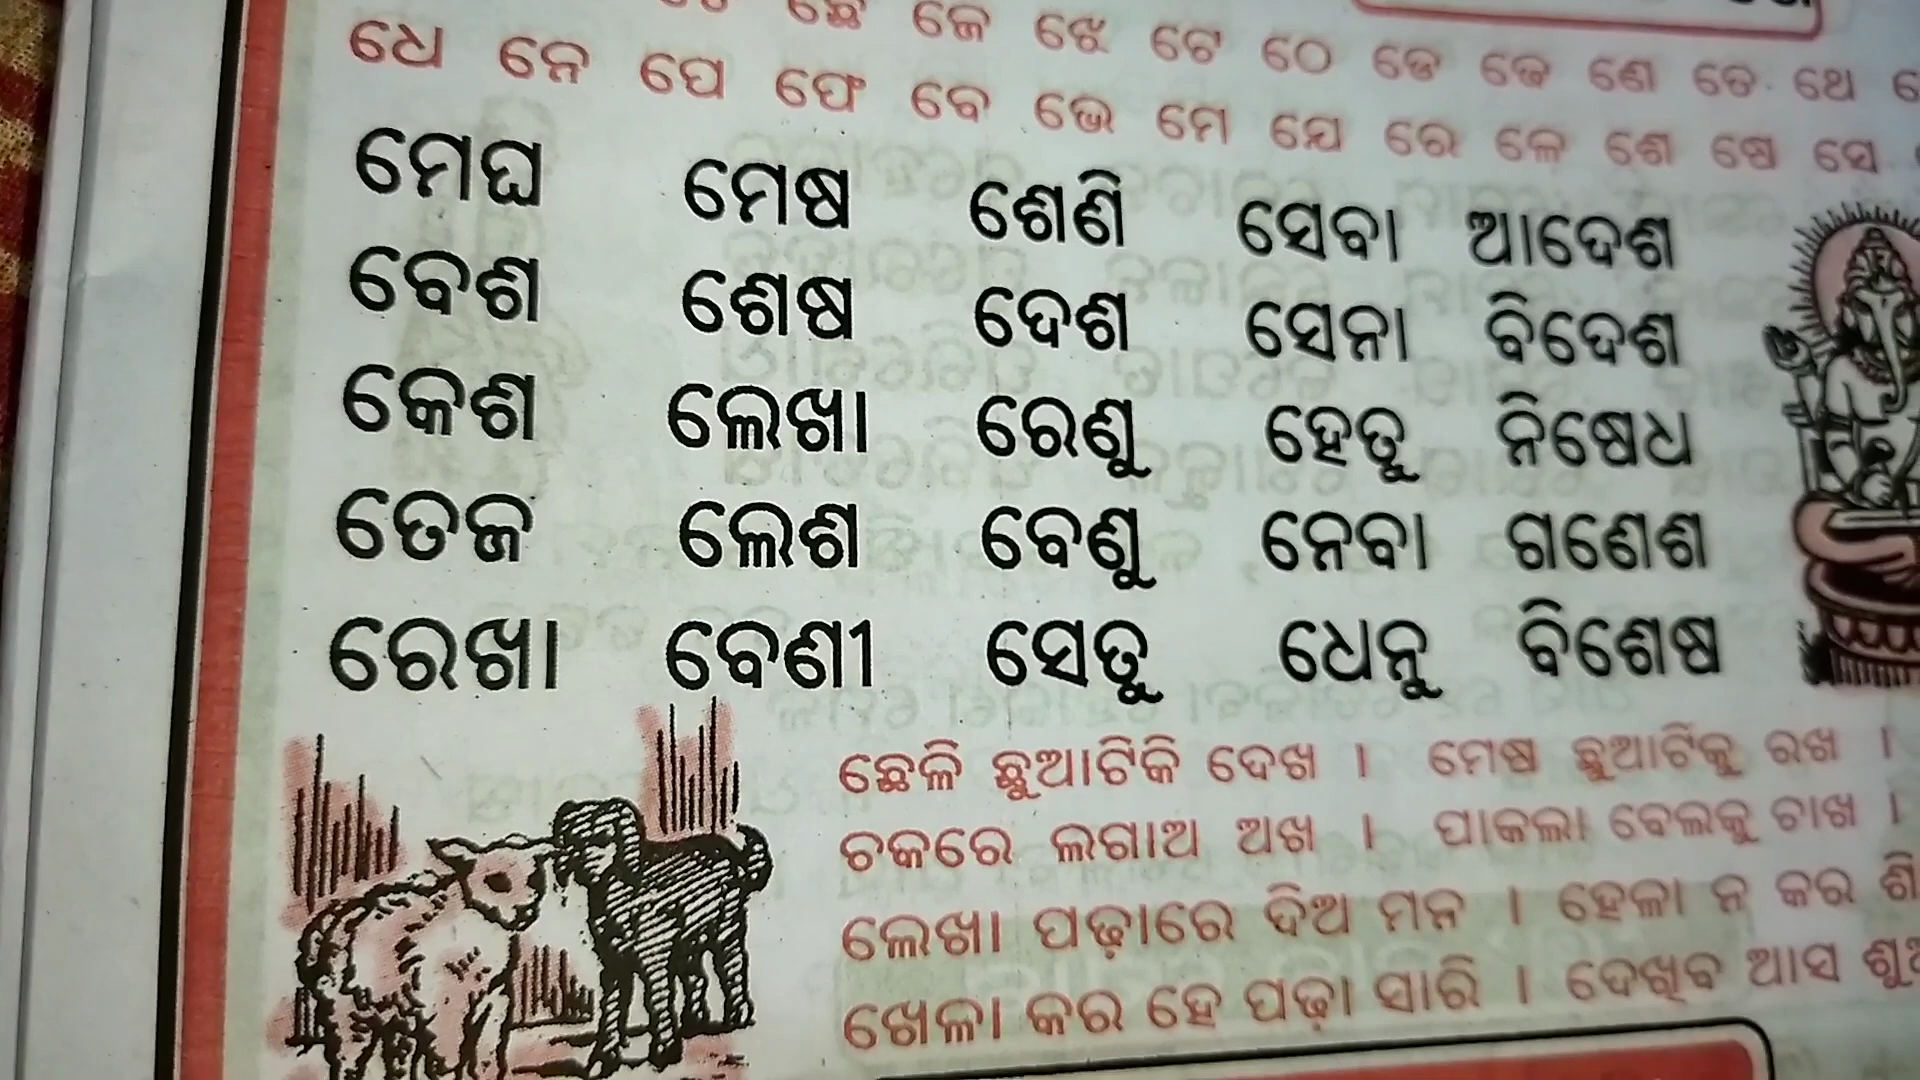 ଛେ ଜେ ଝେ ଟେ ଠେ ଡେ ଢେ ଣେ ତେ ଥେ
ଧେ ନେ ପେ ଫେ ବେ ଭେ ମେ ଯେ ରେ ଳେ ଶେ ଷେ ସେ
ମେଘ ମେଷ ଶେଣି ସେବା ଆଦେଶ
ବେଶ ଶେଷ ଦେଶ ସେନା ବିଦେଶ
କେଶ ଲେଖା ରେଣୁ ହେତୁ ନିଷେଧ
ତେଜ ଲେଶ ବେଣୁ ନେବା ଗଣେଶ
ରେଖା ବେଣୀ ସେତୁ ଧେନୁ ବିଶେଷ
ଛେଳି ଛୁଆଟିକି ଦେଖ । ମେଷ ଛୁଆଟିକୁ ରଖ ।
ଚକରେ ଲଗାଅ ଅଖ । ପାକଲା ବେଲକୁ ଚାଖ ।
ଲେଖା ପଢ଼ାରେ ଦିଅ ମନ । ହେଳା ନ କର
ଖେଳା କର ହେ ପଢ଼ା ସାରି । ଦେଖିବ ଆସ